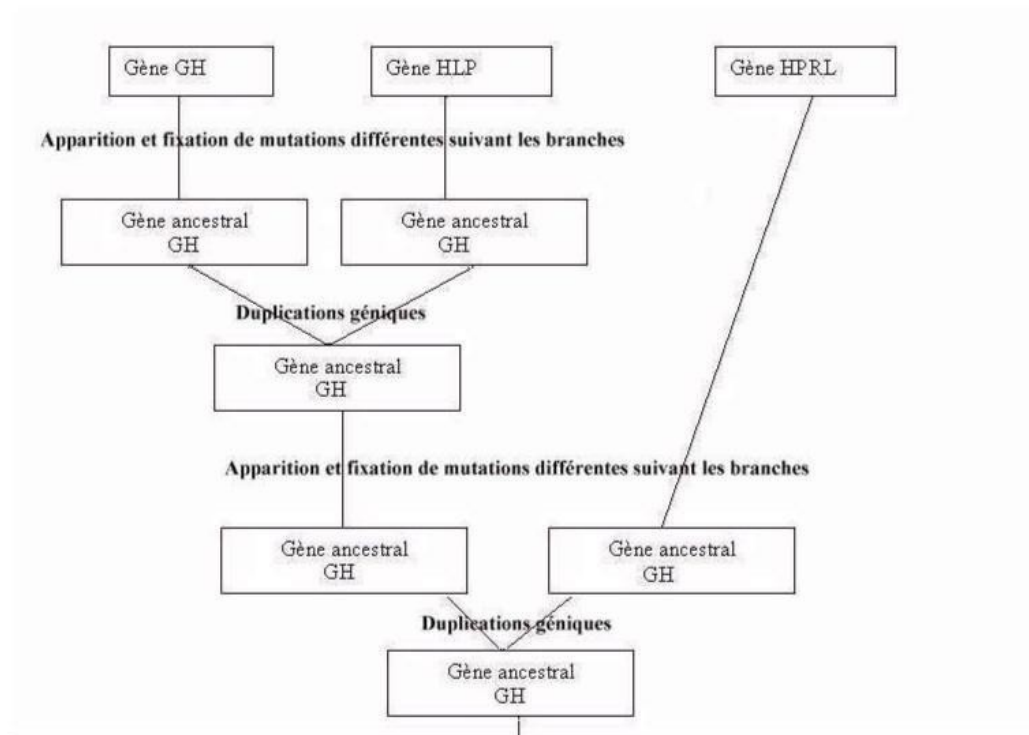 Gène GH
Gène HLP
Gène HPRL
Apparition et fixation de mutations différentes suivant les branches
Gène ancestral
GH
Gène ancestral
GH
Duplications géniques
Gène ancestral
GH
Apparition et fixation de mutations différentes suivant les branches
Gène ancestral
GH
Gène ancestral
GH
Duplications géniques
Gène ancestral
GH